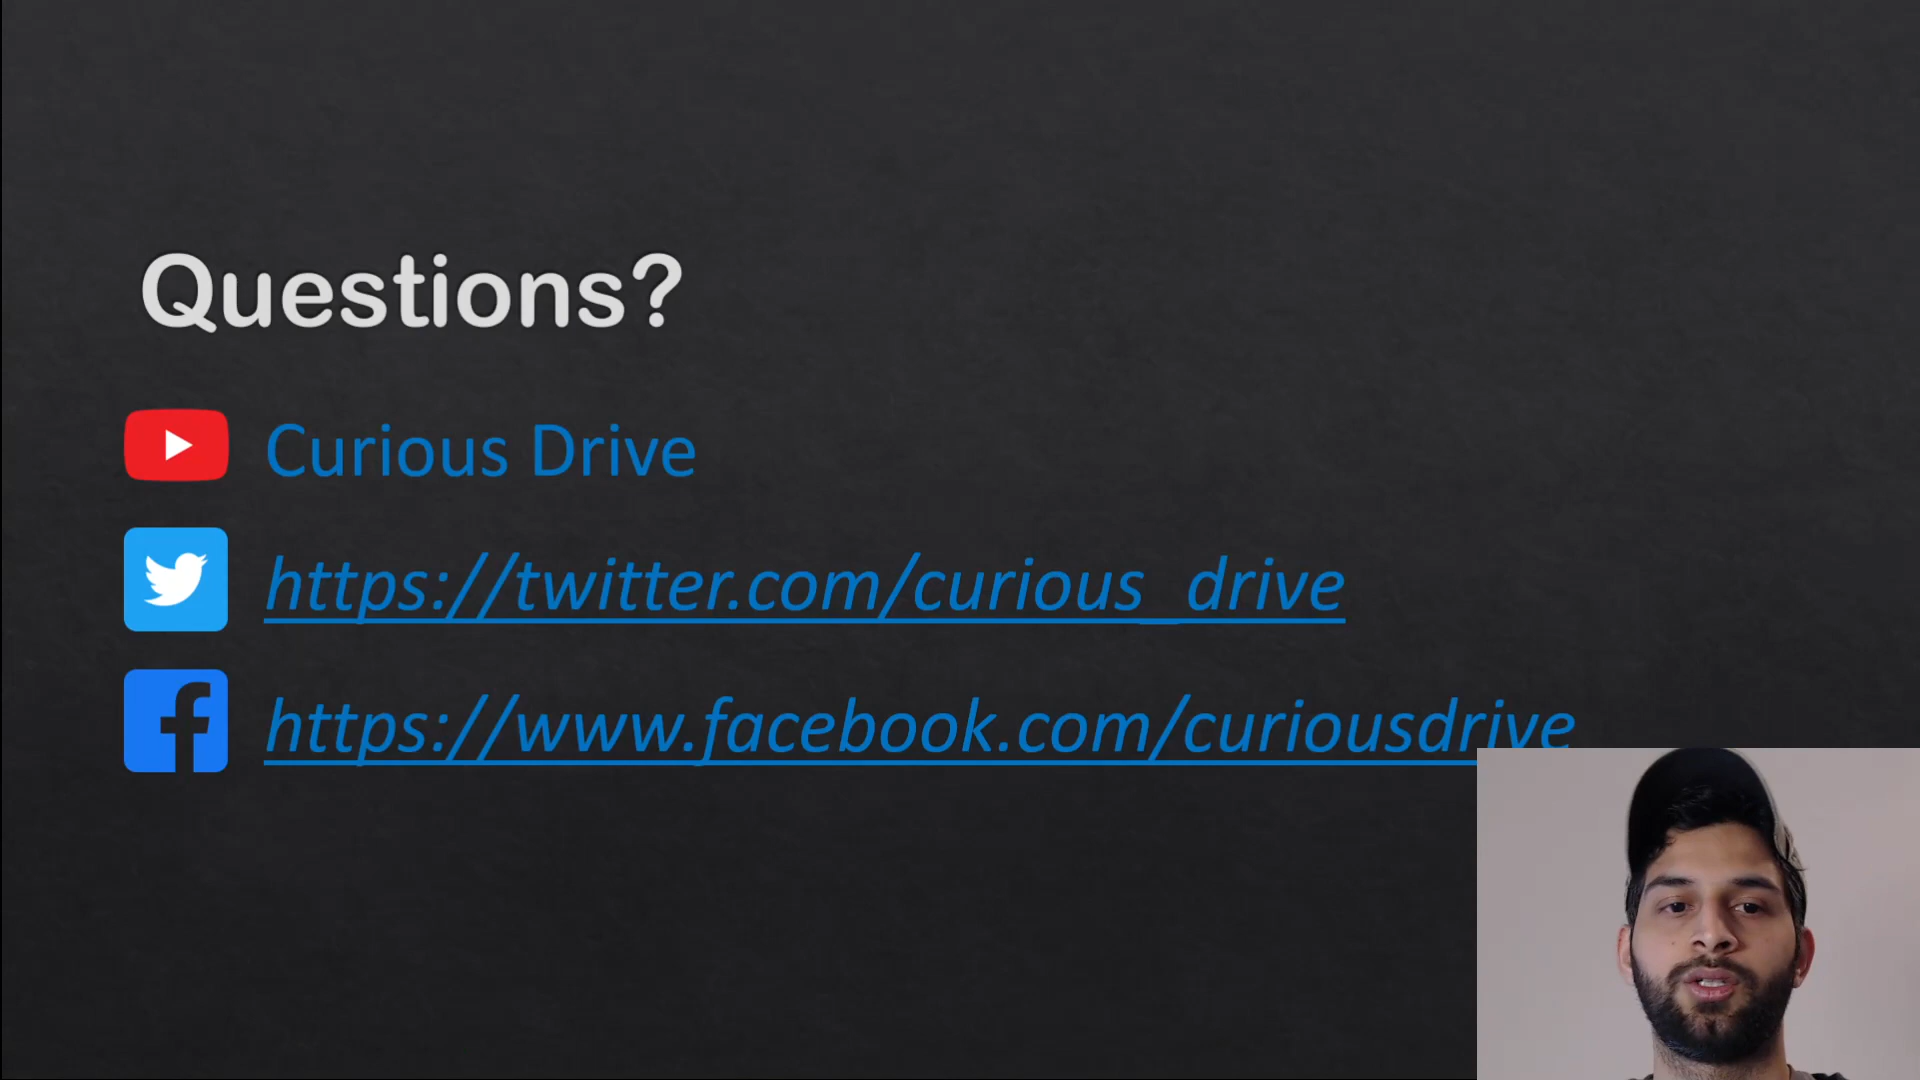 Questions?
Curious Drive
https://twitter.com/curious_drive
https://www.facebook.com/curiousdrive